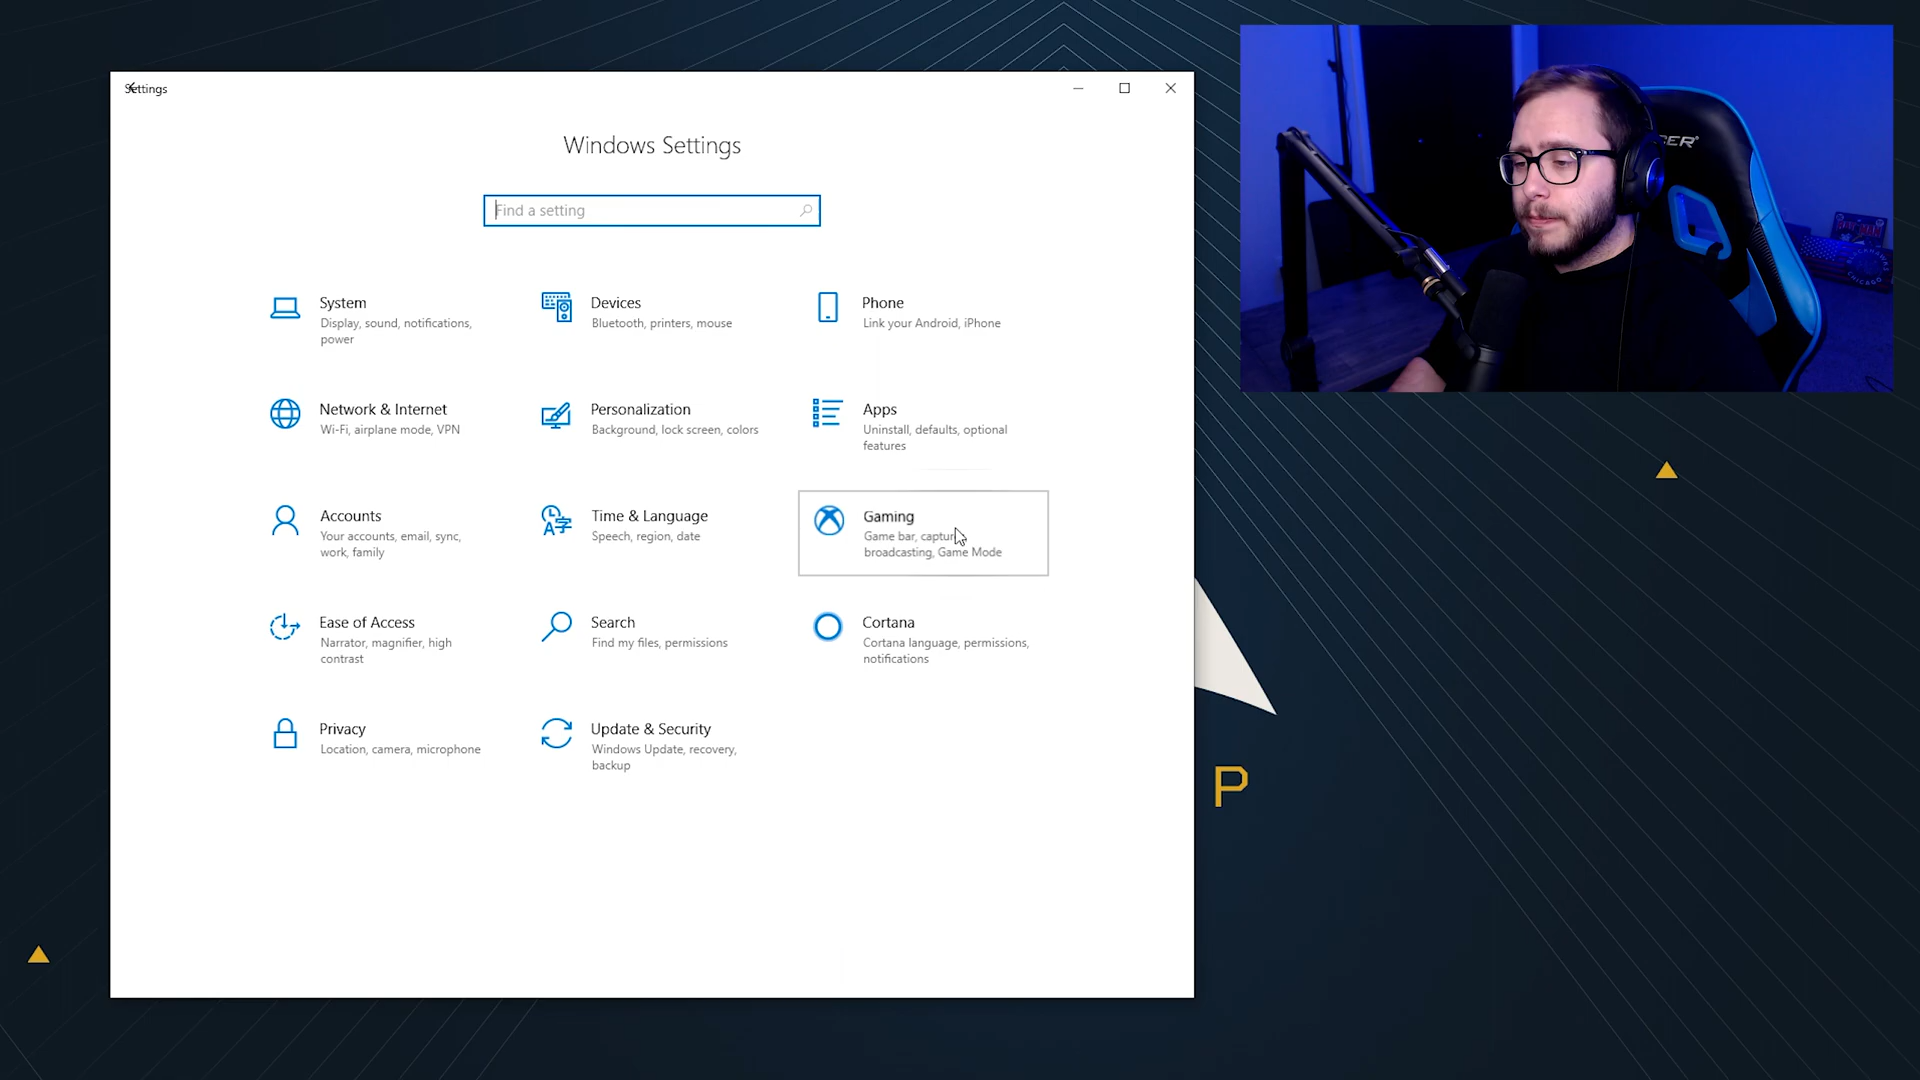 Settings
Windows Settings
Find a setting
System
Display, sound, notifications,
power
Devices
Bluetooth, printers, mouse
Phone
Link your Android, iPhone
Network & Internet
Wi-Fi, airplane mode, VPN
Personalization
Background, lock screen, colors
Apps
Uninstall, defaults, optional
features
Accounts
Your accounts, email, sync,
work, family
Time & Language
Speech, region, date
Gaming
Game bar, captur
broadcasting, Game Mode
Ease of Access
Narrator, magnifier, high
contrast
Search
Find my files, permissions
Cortana
Cortana language, permissions,
notifications
Privacy
Location, camera, microphone
Update & Security
Windows Update, recovery,
backup
P
CHICAGO